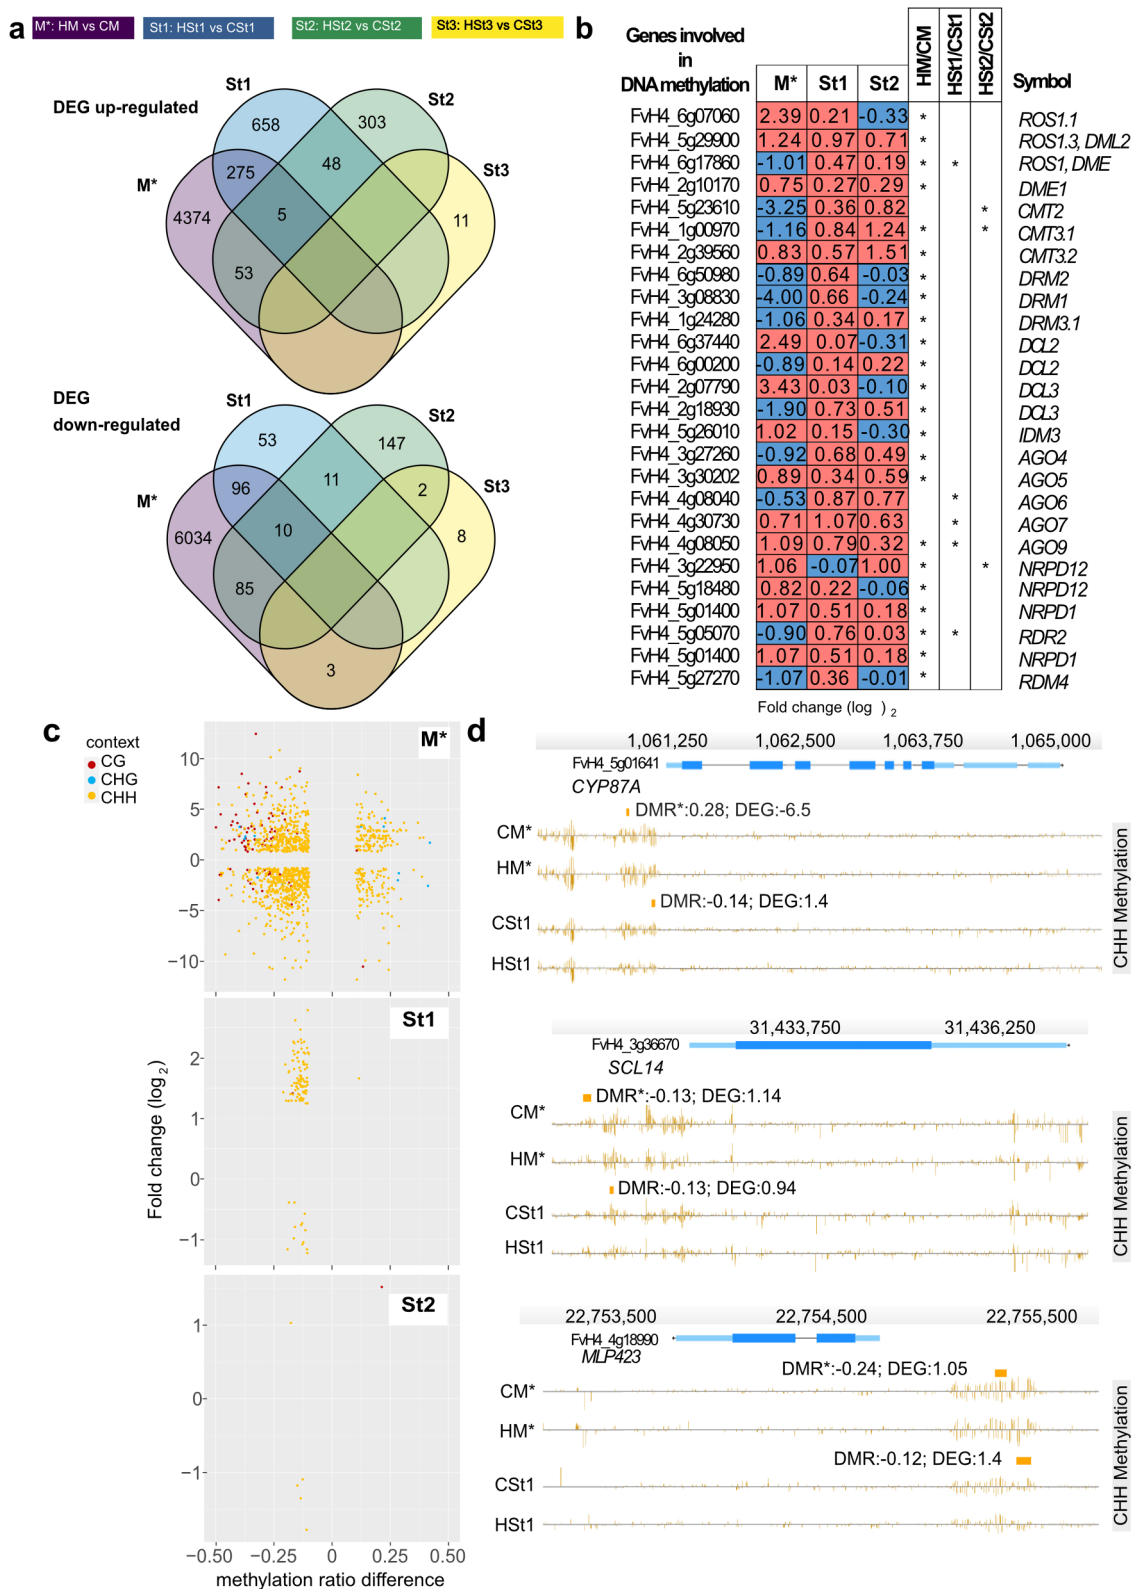 a
M*: HM vs CM
St1: HSt1 vs CSt1
St2: HSt2 vs CSt2
St3: HSt3 vs CSt3
DEG up-regulated
St1
St2
St3
M*
658
303
275
48
4374
5
11
53
DEG
down-regulated
St1
St2
St3
M*
53
147
96
11
2
6034
10
8
85
3
b
Genes involved
in
DNA methylation
M* St1 St2 HM/CM HSt1/CSt1 HSt2/CSt2 Symbol
FvH4_6g07060 2.39 0.21 -0.33 * ROS1.1
FvH4_5g29900 1.24 0.97 0.71 * ROS1.3, DML2
FvH4_6g17860 -1.01 0.47 0.19 * * ROS1, DME
FvH4_2g10170 0.75 0.27 0.29 * DME1
FvH4_5g23610 -3.25 0.36 0.82 * CMT2
FvH4_1g00970 -1.16 0.84 1.24 * * CMT3.1
FvH4_2g39560 0.83 0.57 1.51 * CMT3.2
FvH4_6g50980 -0.89 0.64 -0.03 * DRM2
FvH4_3g08830 -4.00 0.66 -0.24 * DRM1
FvH4_1g24280 -1.06 0.34 0.17 * DRM3.1
FvH4_6g37440 2.49 0.07 -0.31 * DCL2
FvH4_6g00200 -0.89 0.14 0.22 * DCL2
FvH4_2g07790 3.43 0.03 -0.10 * DCL3
FvH4_2g18930 -1.90 0.73 0.51 * DCL3
FvH4_5g26010 1.02 0.15 -0.30 * IDM3
FvH4_3g27260 -0.92 0.68 0.49 * AGO4
FvH4_3g30202 0.89 0.34 0.59 * AGO5
FvH4_4g08040 -0.53 0.87 0.77 * AGO6
FvH4_4g30730 0.71 1.07 0.63 * AGO7
FvH4_4g08050 1.09 0.79 0.32 * * AGO9
FvH4_3g22950 1.06 -0.07 1.00 * * NRPD12
FvH4_5g18480 0.82 0.22 -0.06 * NRPD12
FvH4_5g01400 1.07 0.51 0.18 * NRPD1
FvH4_5g05070 -0.90 0.76 0.03 * * RDR2
FvH4_5g01400 1.07 0.51 0.18 * NRPD1
FvH4_5g27270 -1.07 0.36 -0.01 * RDM4
Fold change (log ) 2
c
context
CG
CHG
CHH
M*
10
5
0
−5
−10
St1
2
1
0
−1
St2
1
0
−1
Fold change (log 2)
−0.50 −0.25 0 0.25 0.50
methylation ratio difference
d
1,061,250 1,062,500 1,063,750 1,065,000
FvH4_5g01641
CYP87A
DMR*:0.28; DEG:-6.5
CM*
HM*
DMR:-0.14; DEG:1.4
CSt1
HSt1
CHH Methylation
31,433,750 31,436,250
FvH4_3g36670
SCL14
DMR*:-0.13; DEG:1.14
CM*
HM*
DMR:-0.13; DEG:0.94
CSt1
HSt1
CHH Methylation
22,753,500 22,754,500 22,755,500
FvH4_4g18990
MLP423
DMR*:-0.24; DEG:1.05
CM*
HM*
DMR:-0.12; DEG:1.4
CSt1
HSt1
CHH Methylation